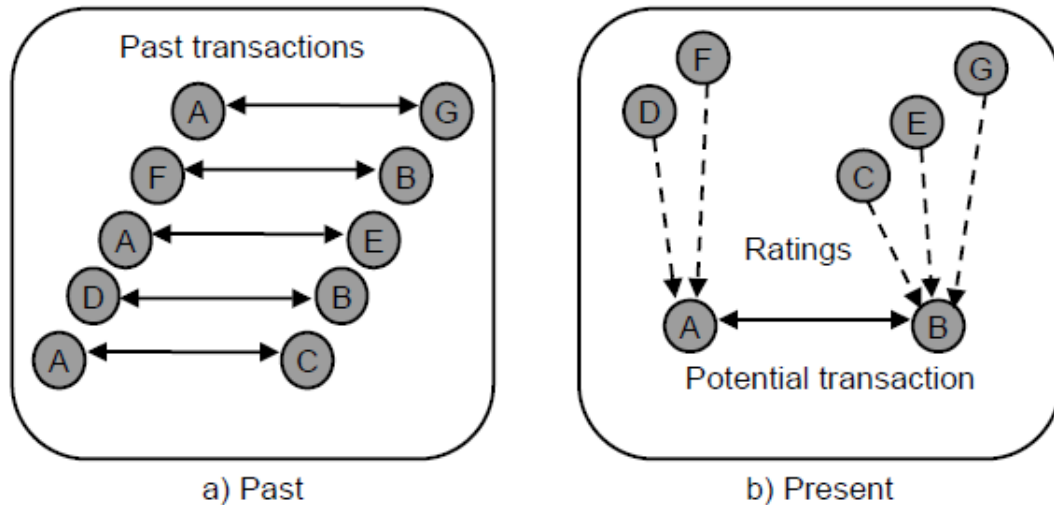 Past transactions
A G
F B
A E
D B
A C
a) Past
F
G
D
E
C
Ratings
A B
Potential transaction
b) Present